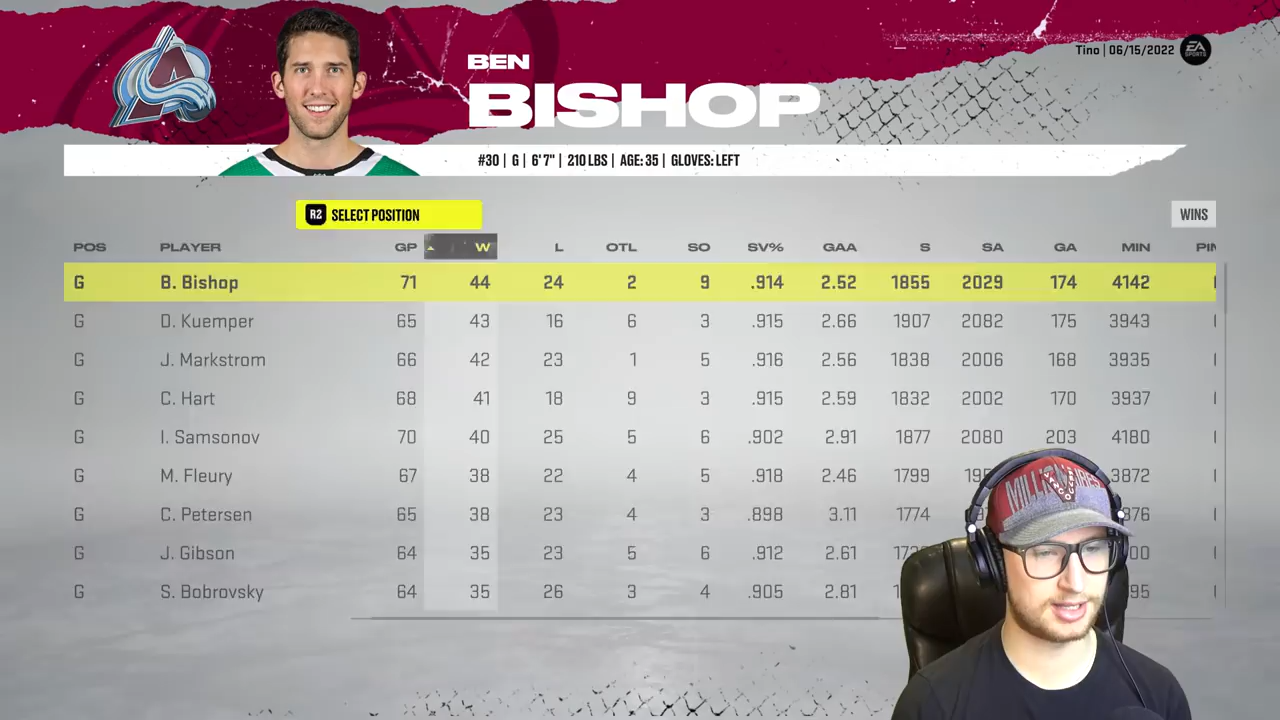 BEN
BISHOP
Tino | 06/15/2022
EA SPORTS
#30 | G | 6' 7" | 210 LBS | AGE: 35 | GLOVES: LEFT
R2 SELECT POSITION
WINS
POS PLAYER GP W L OTL SO SV% GAA S SA GA MIN
G B. Bishop 71 44 24 2 9 .914 2.52 1855 2029 174 4142
G D. Kuemper 65 43 16 6 3 .915 2.66 1907 2082 175 3943
G J. Markstrom 66 42 23 1 5 .916 2.56 1838 2006 168 3935
G C. Hart 68 41 18 9 3 .915 2.59 1832 2002 170 3937
G I. Samsonov 70 40 25 5 6 .902 2.91 1877 2080 203 4180
G M. Fleury 67 38 22 4 5 .918 2.46 1799 3872
G C. Petersen 65 38 23 4 3 .898 3.11 1774
G J. Gibson 64 35 23 5 6 .912 2.61
G S. Bobrovsky 64 35 26 3 4 .905 2.81